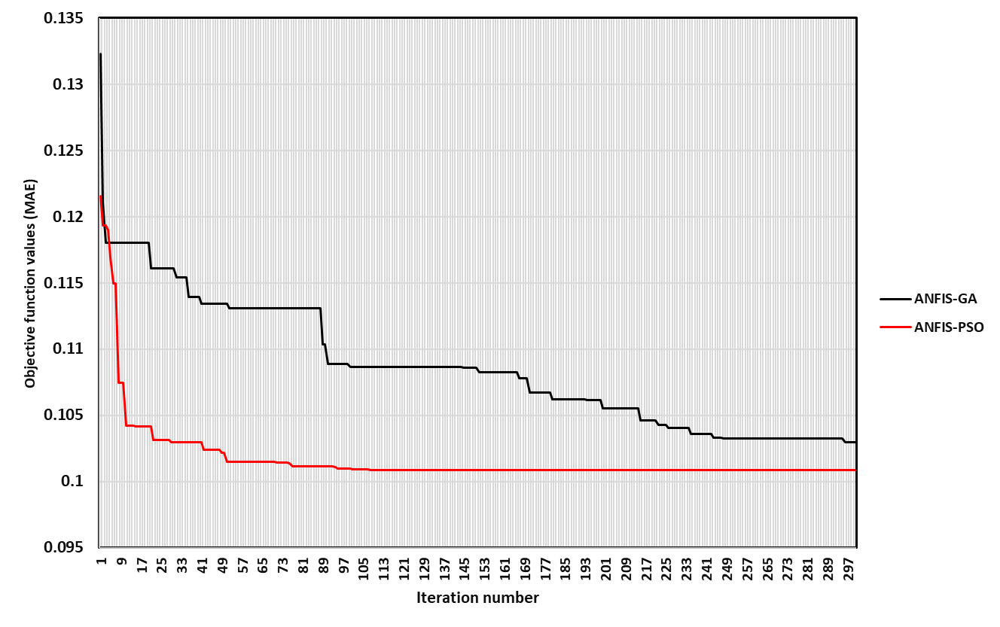 0.135
0.13
0.125
0.12
0.115
0.11
0.105
0.1
0.095
Objective function values (MAE)
1 9 17 25 33 41 49 57 65 73 81 89 97 105 113 121 129 137 145 153 161 169 177 185 193 201 209 217 225 233 241 249 257 265 273 281 289 297
Iteration number
ANFIS-GA
ANFIS-PSO